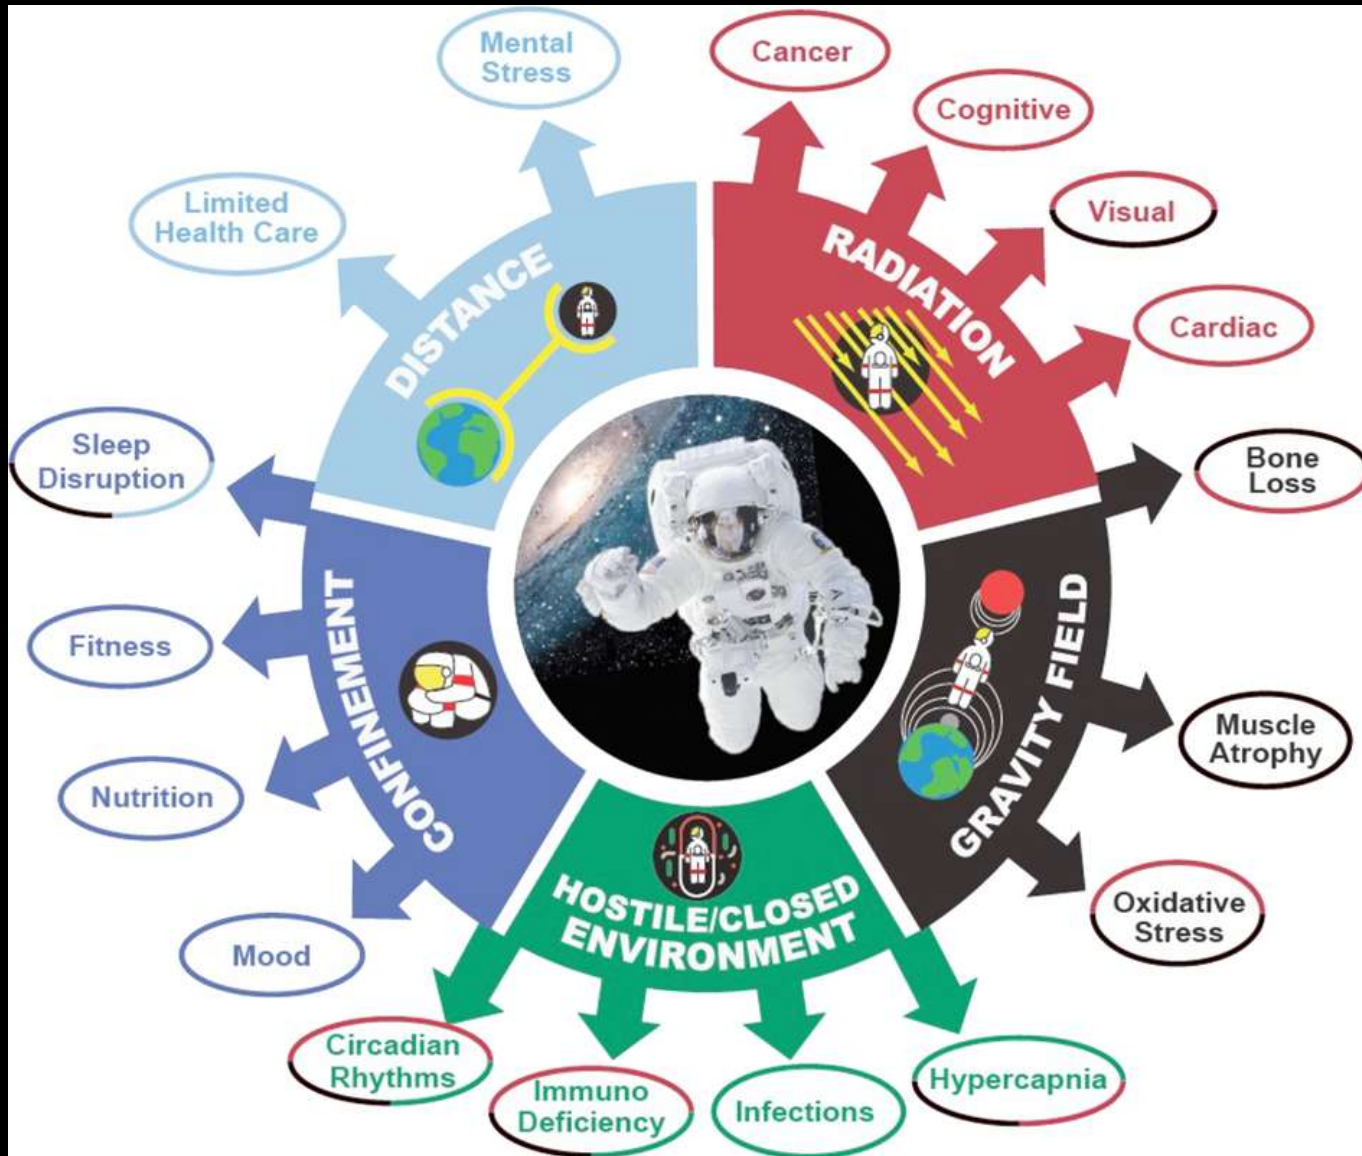 Mental
Stress
Cancer
Cognitive
Limited
Health Care
Visual
DISTANCE
RADIATION
Cardiac
Sleep
Disruption
Bone
Loss
Fitness
CONFINEMENT
GRAVITY FIELD
Muscle
Atrophy
Nutrition
HOSTILE/CLOSED
ENVIRONMENT
Oxidative
Stress
Mood
Circadian
Rhythms
Immuno
Deficiency
Infections
Hypercapnia